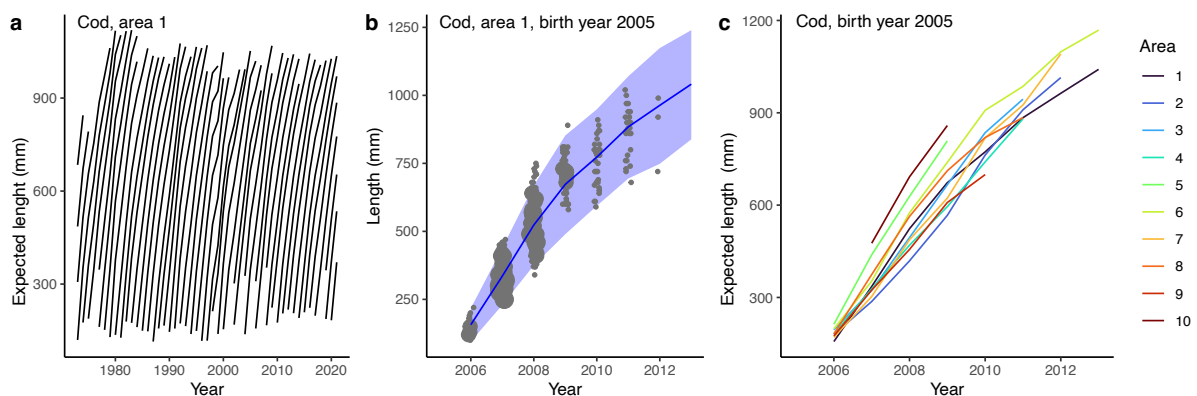 a
Cod, area 1
Expected lenght (mm)
900
600
300
1980
1990
2000
2010
2020
Year
b
Cod, area 1, birth year 2005
Length (mm)
1250
1000
750
500
250
2006
2008
2010
2012
Year
c
Cod, birth year 2005
Expected length (mm)
1200
900
600
300
2006
2008
2010
2012
Year
Area
1
2
3
4
5
6
7
8
9
10